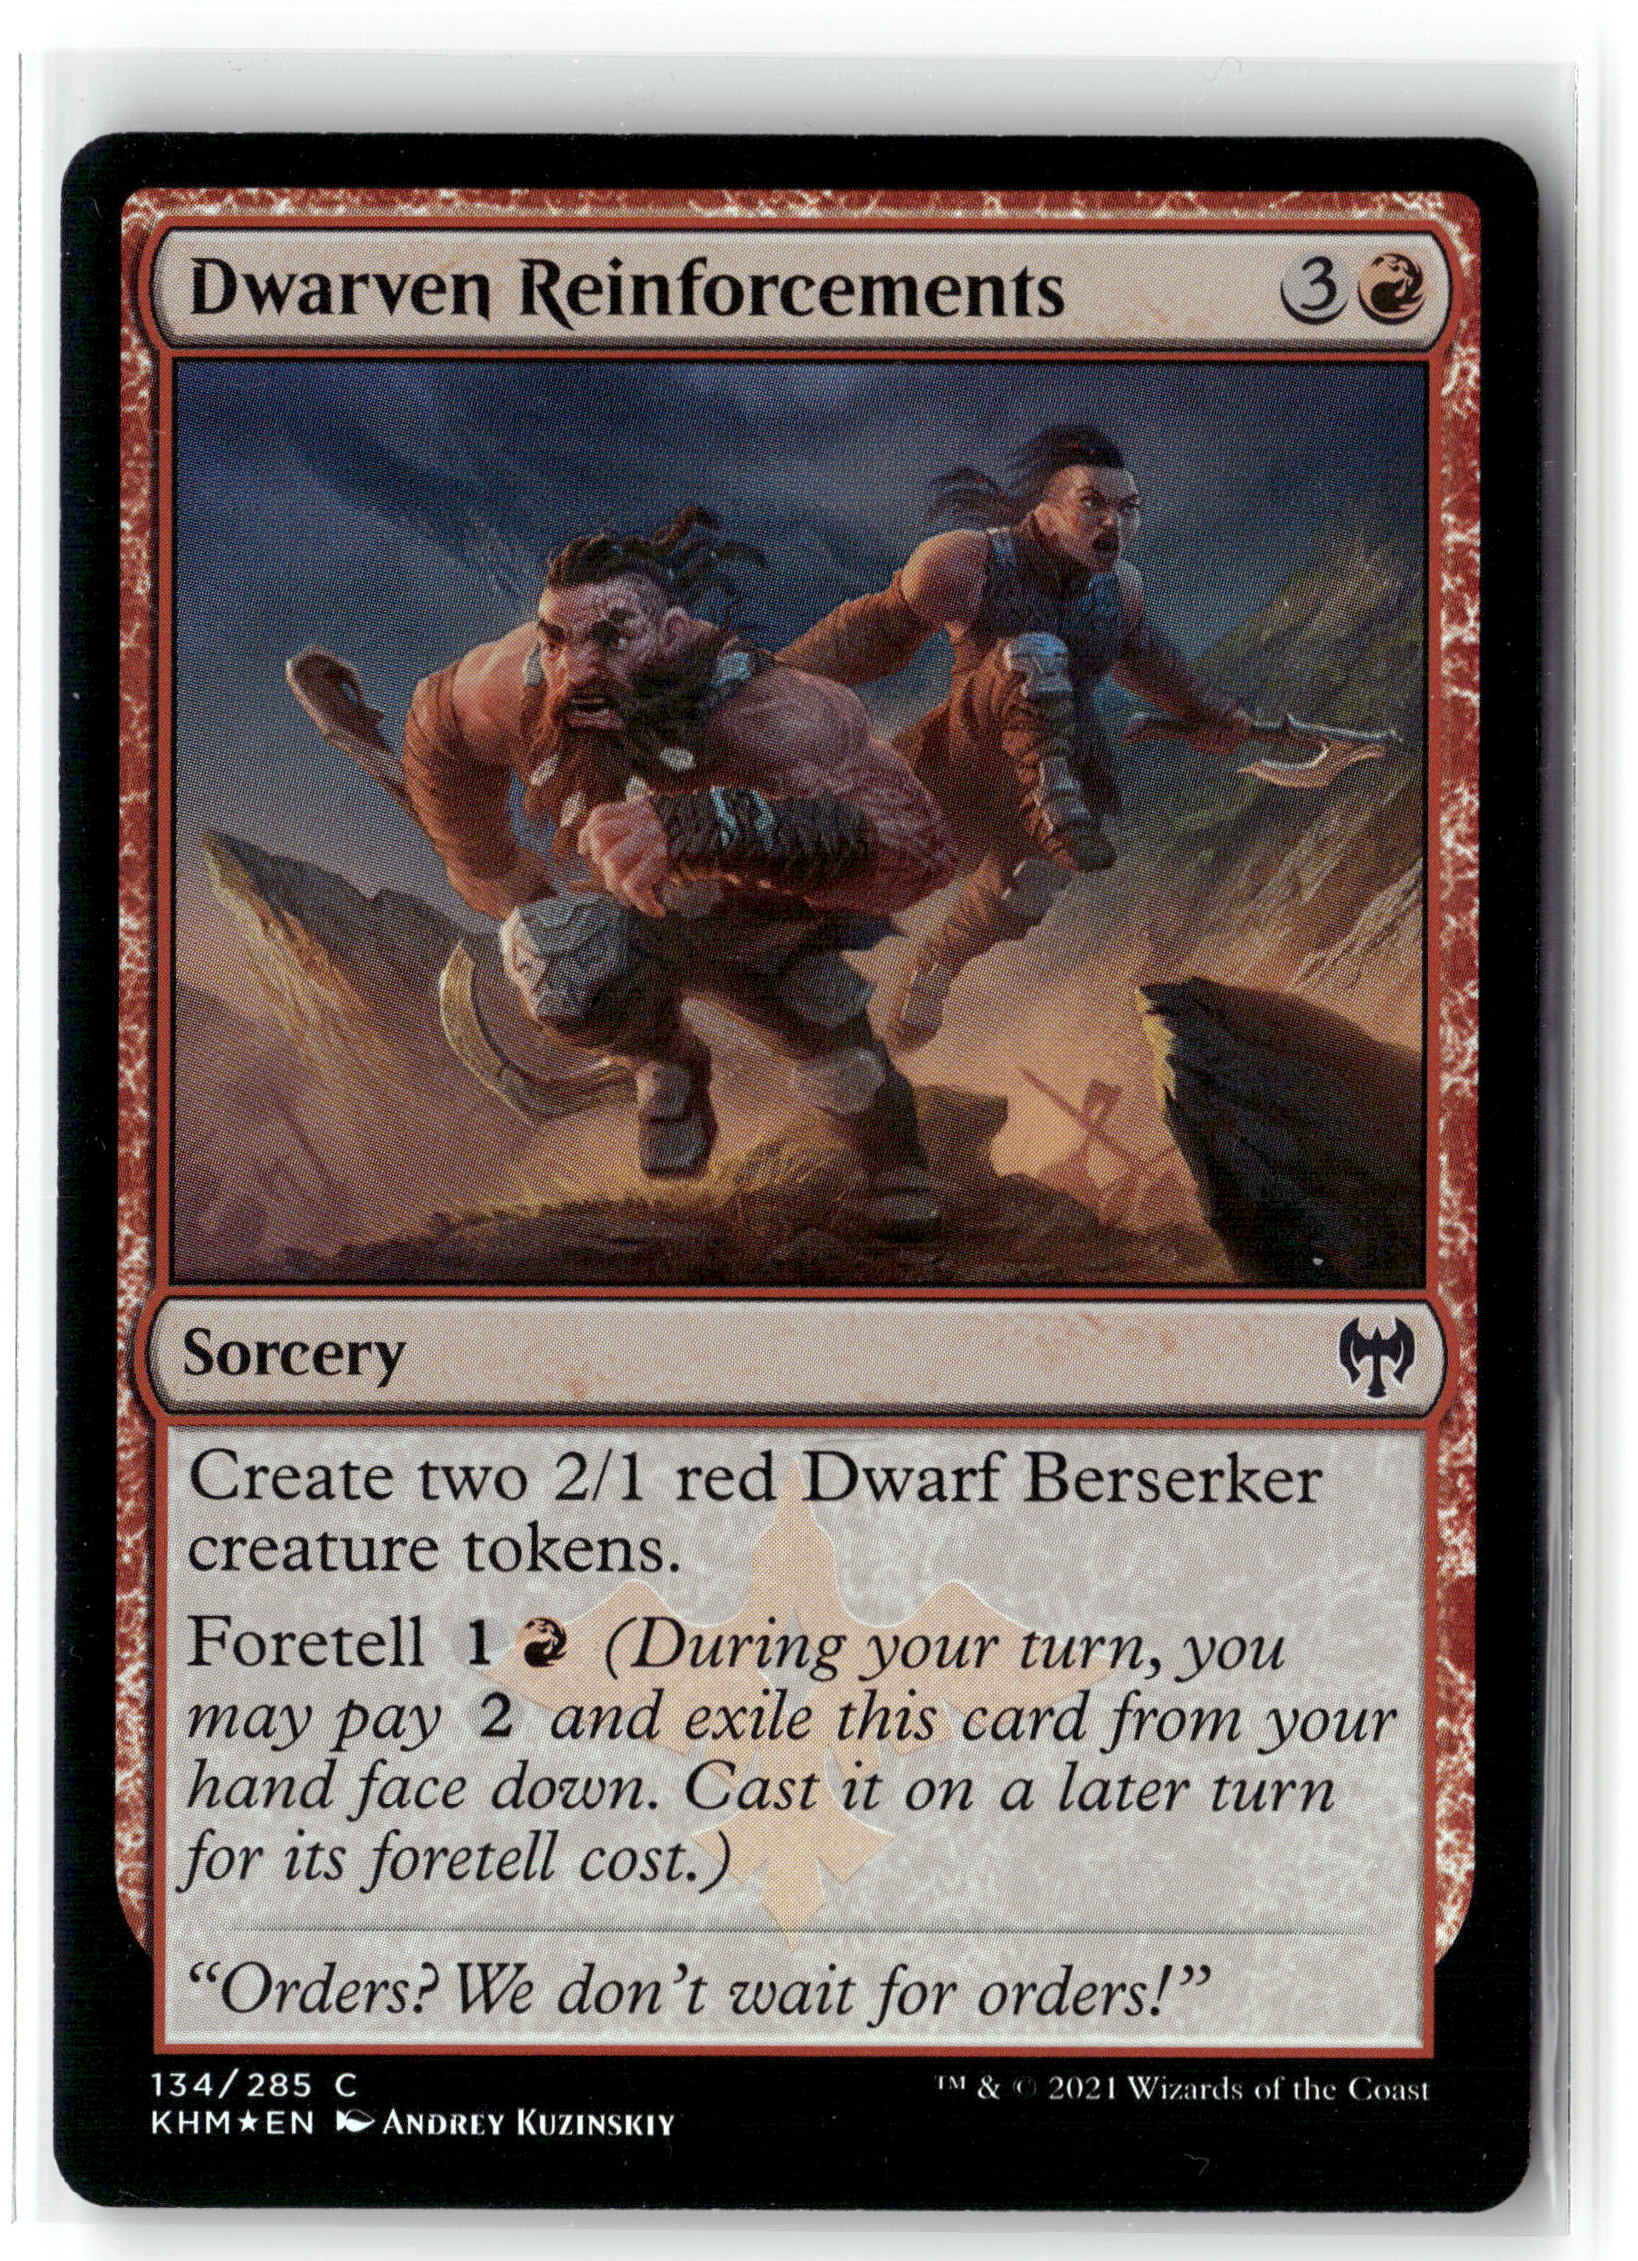 Dwarven Reinforcements 3
Sorcery
Create two 2/1 red Dwarf Berserker
creature tokens.
Foretell 1 (During your turn, you
may pay 2 and exile this card from your
hand face down. Cast it on a later turn
for its foretell cost.)
“Orders? We don’t wait for orders!”
134/285 C
™ & © 2021 Wizards of the Coast
KHM★EN Andrey Kuzinskiy